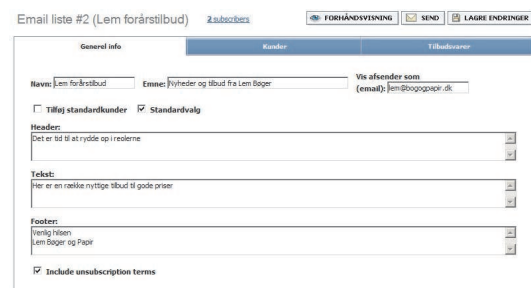 Email liste #2 (Lem forårstilbud) 2 subscribers FORHÅNDSVISNING SEND LAGRE ENDRINGER
Generel info Kunder Tilbudsvarer
Navn: Lem forårstilbud Emne: Nyheder og tilbud fra Lem Bøger Vis afsender som (email): lem@bogogpapir.dk
Tilføj standardkunder Standardvalg
Header:
Det er tid til at rydde op i reolerne
Tekst:
Her er en række nyttige tilbud til gode priser
Footer:
Venlig hilsen
Lem Bøger og Papir
Include unsubscription terms